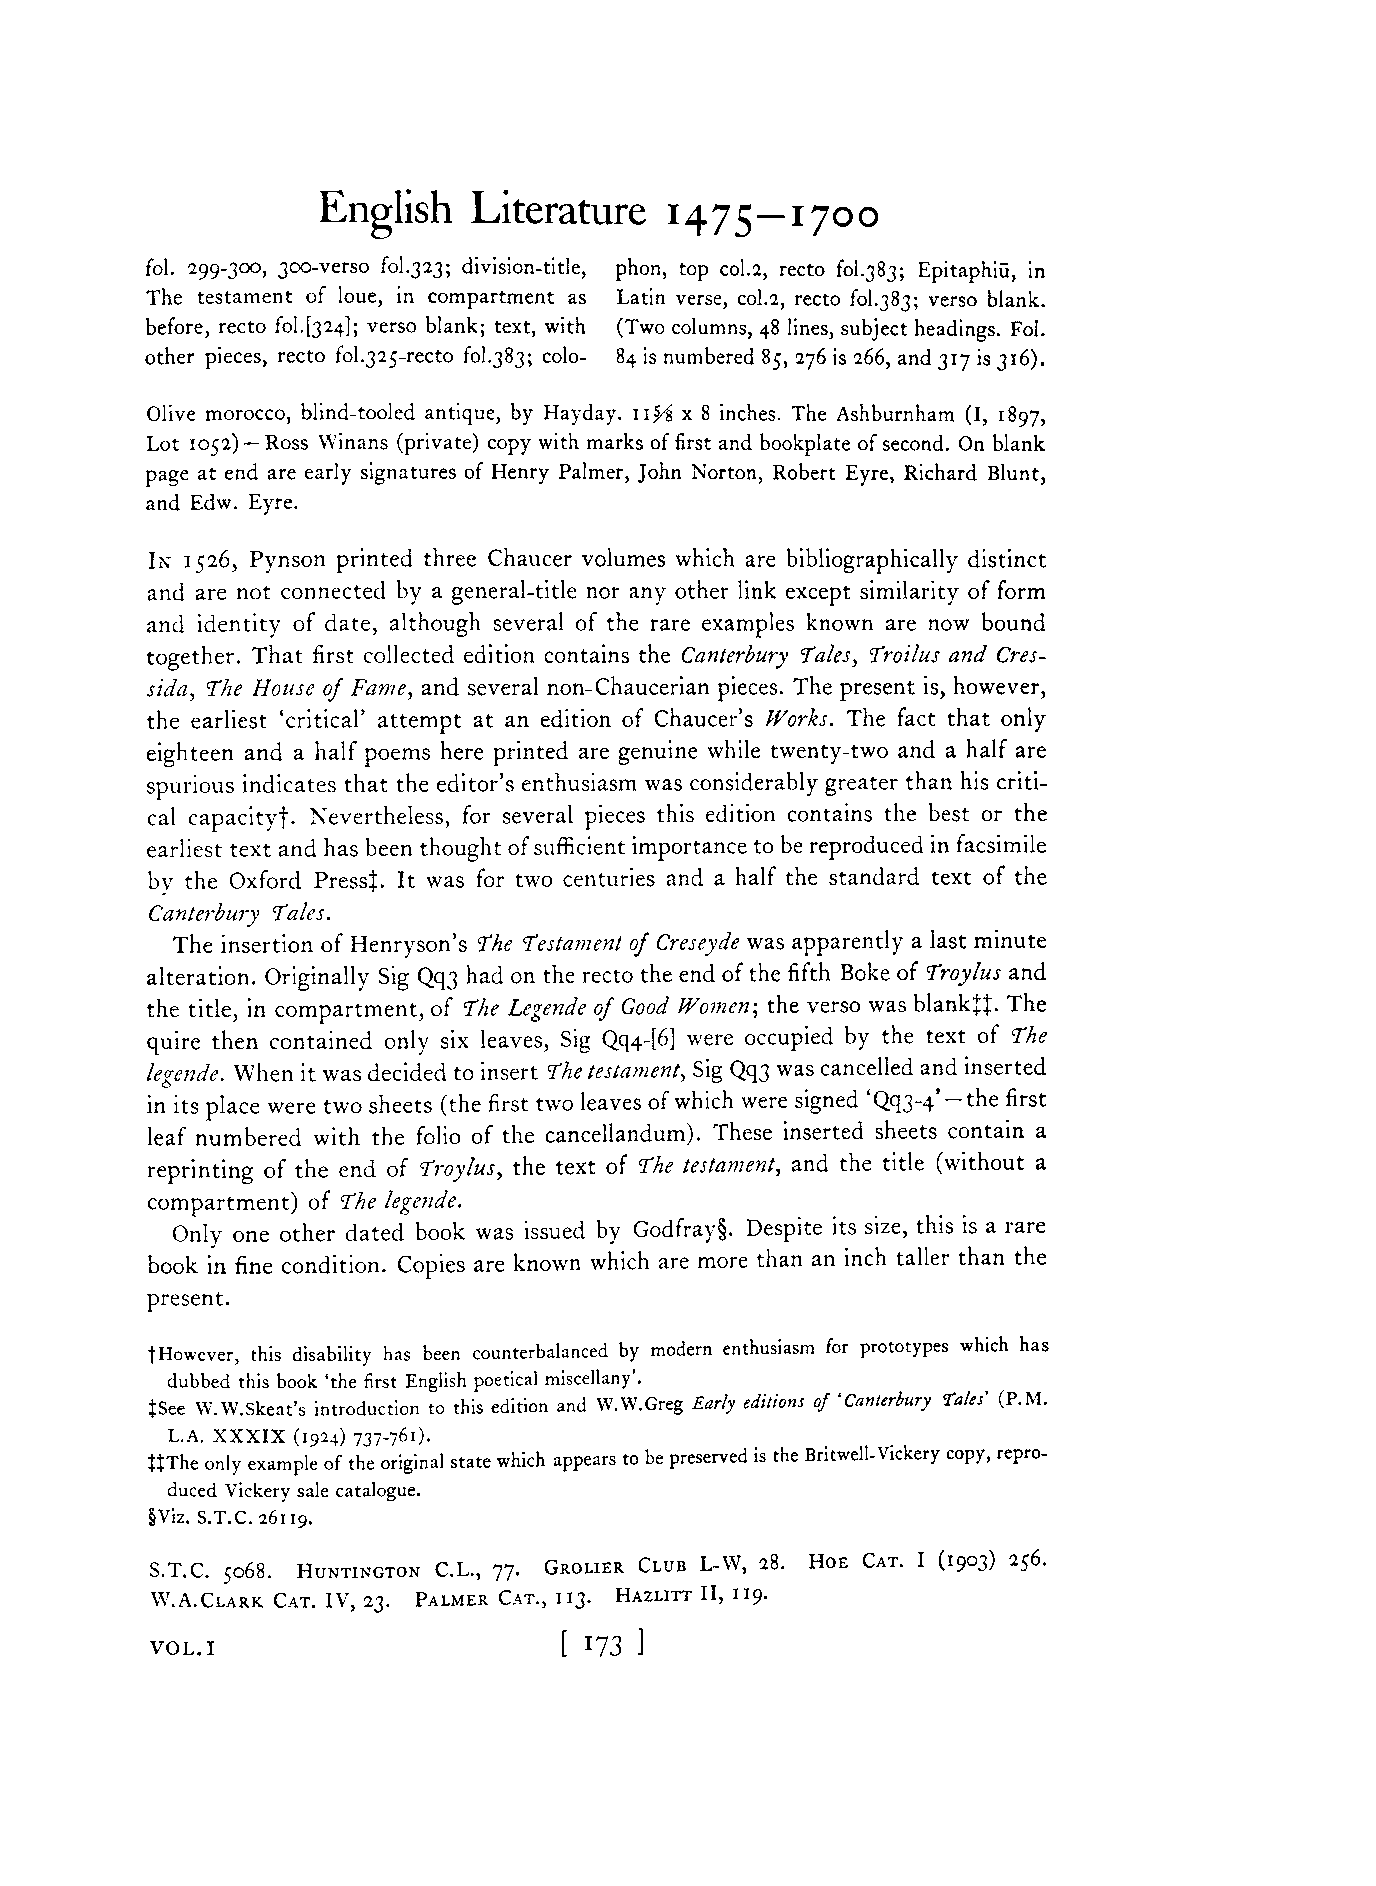 English Literature 1475–1700
fol. 299-300, 300-verso fol.323; division-title,
The testament of loue, in compartment as
before, recto fol.[324]; verso blank; text, with
other pieces, recto fol.325-recto fol.383; colo-
phon, top col.2, recto fol.383; Epitaphiū, in
Latin verse, col.2, recto fol.383; verso blank.
(Two columns, 48 lines, subject headings. Fol.
84 is numbered 85, 276 is 266, and 317 is 316).
Olive morocco, blind-tooled antique, by Hayday. 11⅝ x 8 inches. The Ashburnham (I, 1897,
Lot 1052)—Ross Winans (private) copy with marks of first and bookplate of second. On blank
page at end are early signatures of Henry Palmer, John Norton, Robert Eyre, Richard Blunt,
and Edw. Eyre.
In 1526, Pynson printed three Chaucer volumes which are bibliographically distinct
and are not connected by a general-title nor any other link except similarity of form
and identity of date, although several of the rare examples known are now bound
together. That first collected edition contains the Canterbury Tales, Troilus and Cres-
sida, The House of Fame, and several non-Chaucerian pieces. The present is, however,
the earliest ‘critical’ attempt at an edition of Chaucer’s Works. The fact that only
eighteen and a half poems here printed are genuine while twenty-two and a half are
spurious indicates that the editor’s enthusiasm was considerably greater than his criti-
cal capacity†. Nevertheless, for several pieces this edition contains the best or the
earliest text and has been thought of sufficient importance to be reproduced in facsimile
by the Oxford Press‡. It was for two centuries and a half the standard text of the
Canterbury Tales.
The insertion of Henryson’s The Testament of Creseyde was apparently a last minute
alteration. Originally Sig Qq3 had on the recto the end of the fifth Boke of Troylus and
the title, in compartment, of The Legende of Good Women; the verso was blank‡‡. The
quire then contained only six leaves, Sig Qq4-[6] were occupied by the text of The
legende. When it was decided to insert The testament, Sig Qq3 was cancelled and inserted
in its place were two sheets (the first two leaves of which were signed ‘Qq3-4’—the first
leaf numbered with the folio of the cancellandum). These inserted sheets contain a
reprinting of the end of Troylus, the text of The testament, and the title (without a
compartment) of The legende.
Only one other dated book was issued by Godfray§. Despite its size, this is a rare
book in fine condition. Copies are known which are more than an inch taller than the
present.
†However, this disability has been counterbalanced by modern enthusiasm for prototypes which has
dubbed this book ‘the first English poetical miscellany’.
‡See W.W.Skeat’s introduction to this edition and W.W.Greg Early editions of ‘Canterbury Tales’ (P.M.
L.A. XXXIX (1924) 737-761).
‡‡The only example of the original state which appears to be preserved is the Britwell-Vickery copy, repro-
duced Vickery sale catalogue.
§Viz. S.T.C. 26119.
S.T.C. 5068. Huntington C.L., 77. Grolier Club L-W, 28. Hoe Cat. I (1903) 256.
W.A.Clark Cat. IV, 23. Palmer Cat., 113. Hazlitt II, 119.
VOL.I [ 173 ]